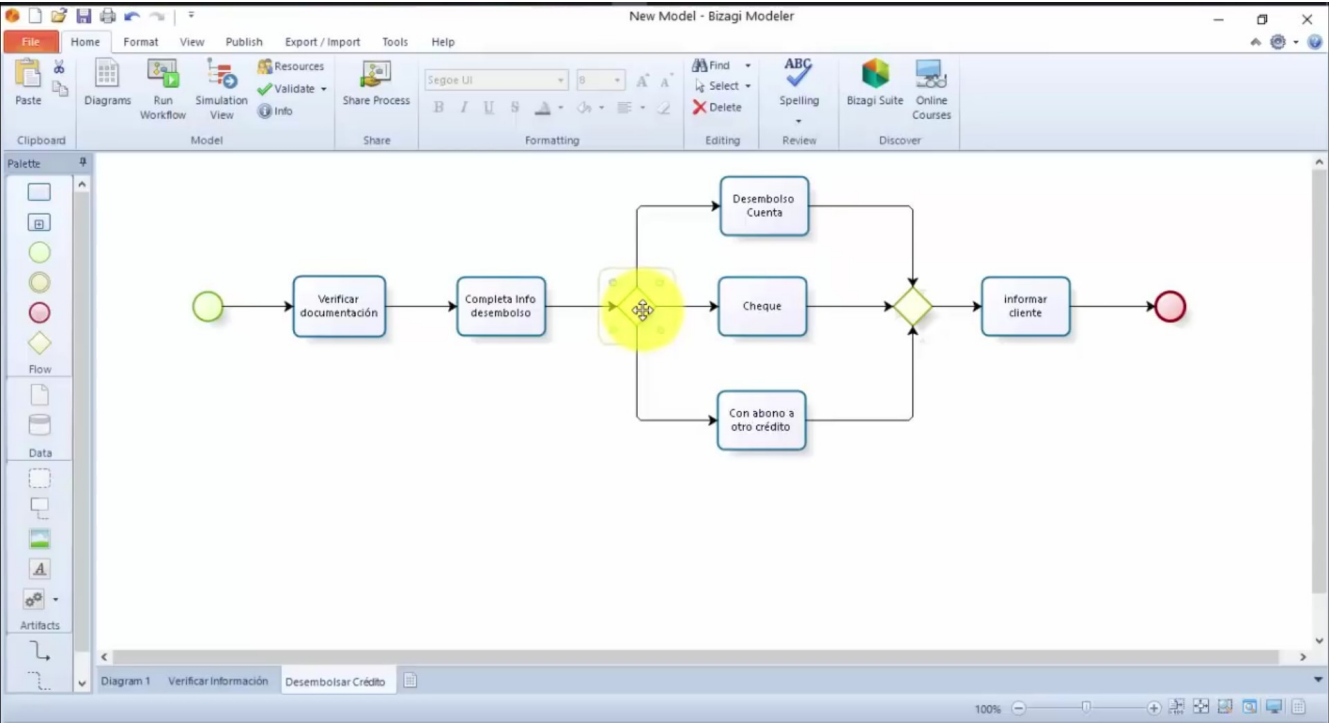 New Model - Bizagi Modeler
File Home Format View Publish Export / Import Tools Help
Paste
Clipboard
Diagrams
Run
Workflow
Simulation
View
Resources
Validate
Info
Model
Share Process
Share
Segoe UI 8 A A
B I U S A
Formatting
Find
Select
Delete
Editing
ABC
Spelling
Review
Bizagi Suite
Online
Courses
Discover
Palette
Flow
Data
A
Artifacts
Verificar
documentación
Completa Info
desembolso
Desembolso
Cuenta
Cheque
Con abono a
otro crédito
informar
cliente
Diagram 1 Verificar Información Desembolsar Crédito
100%